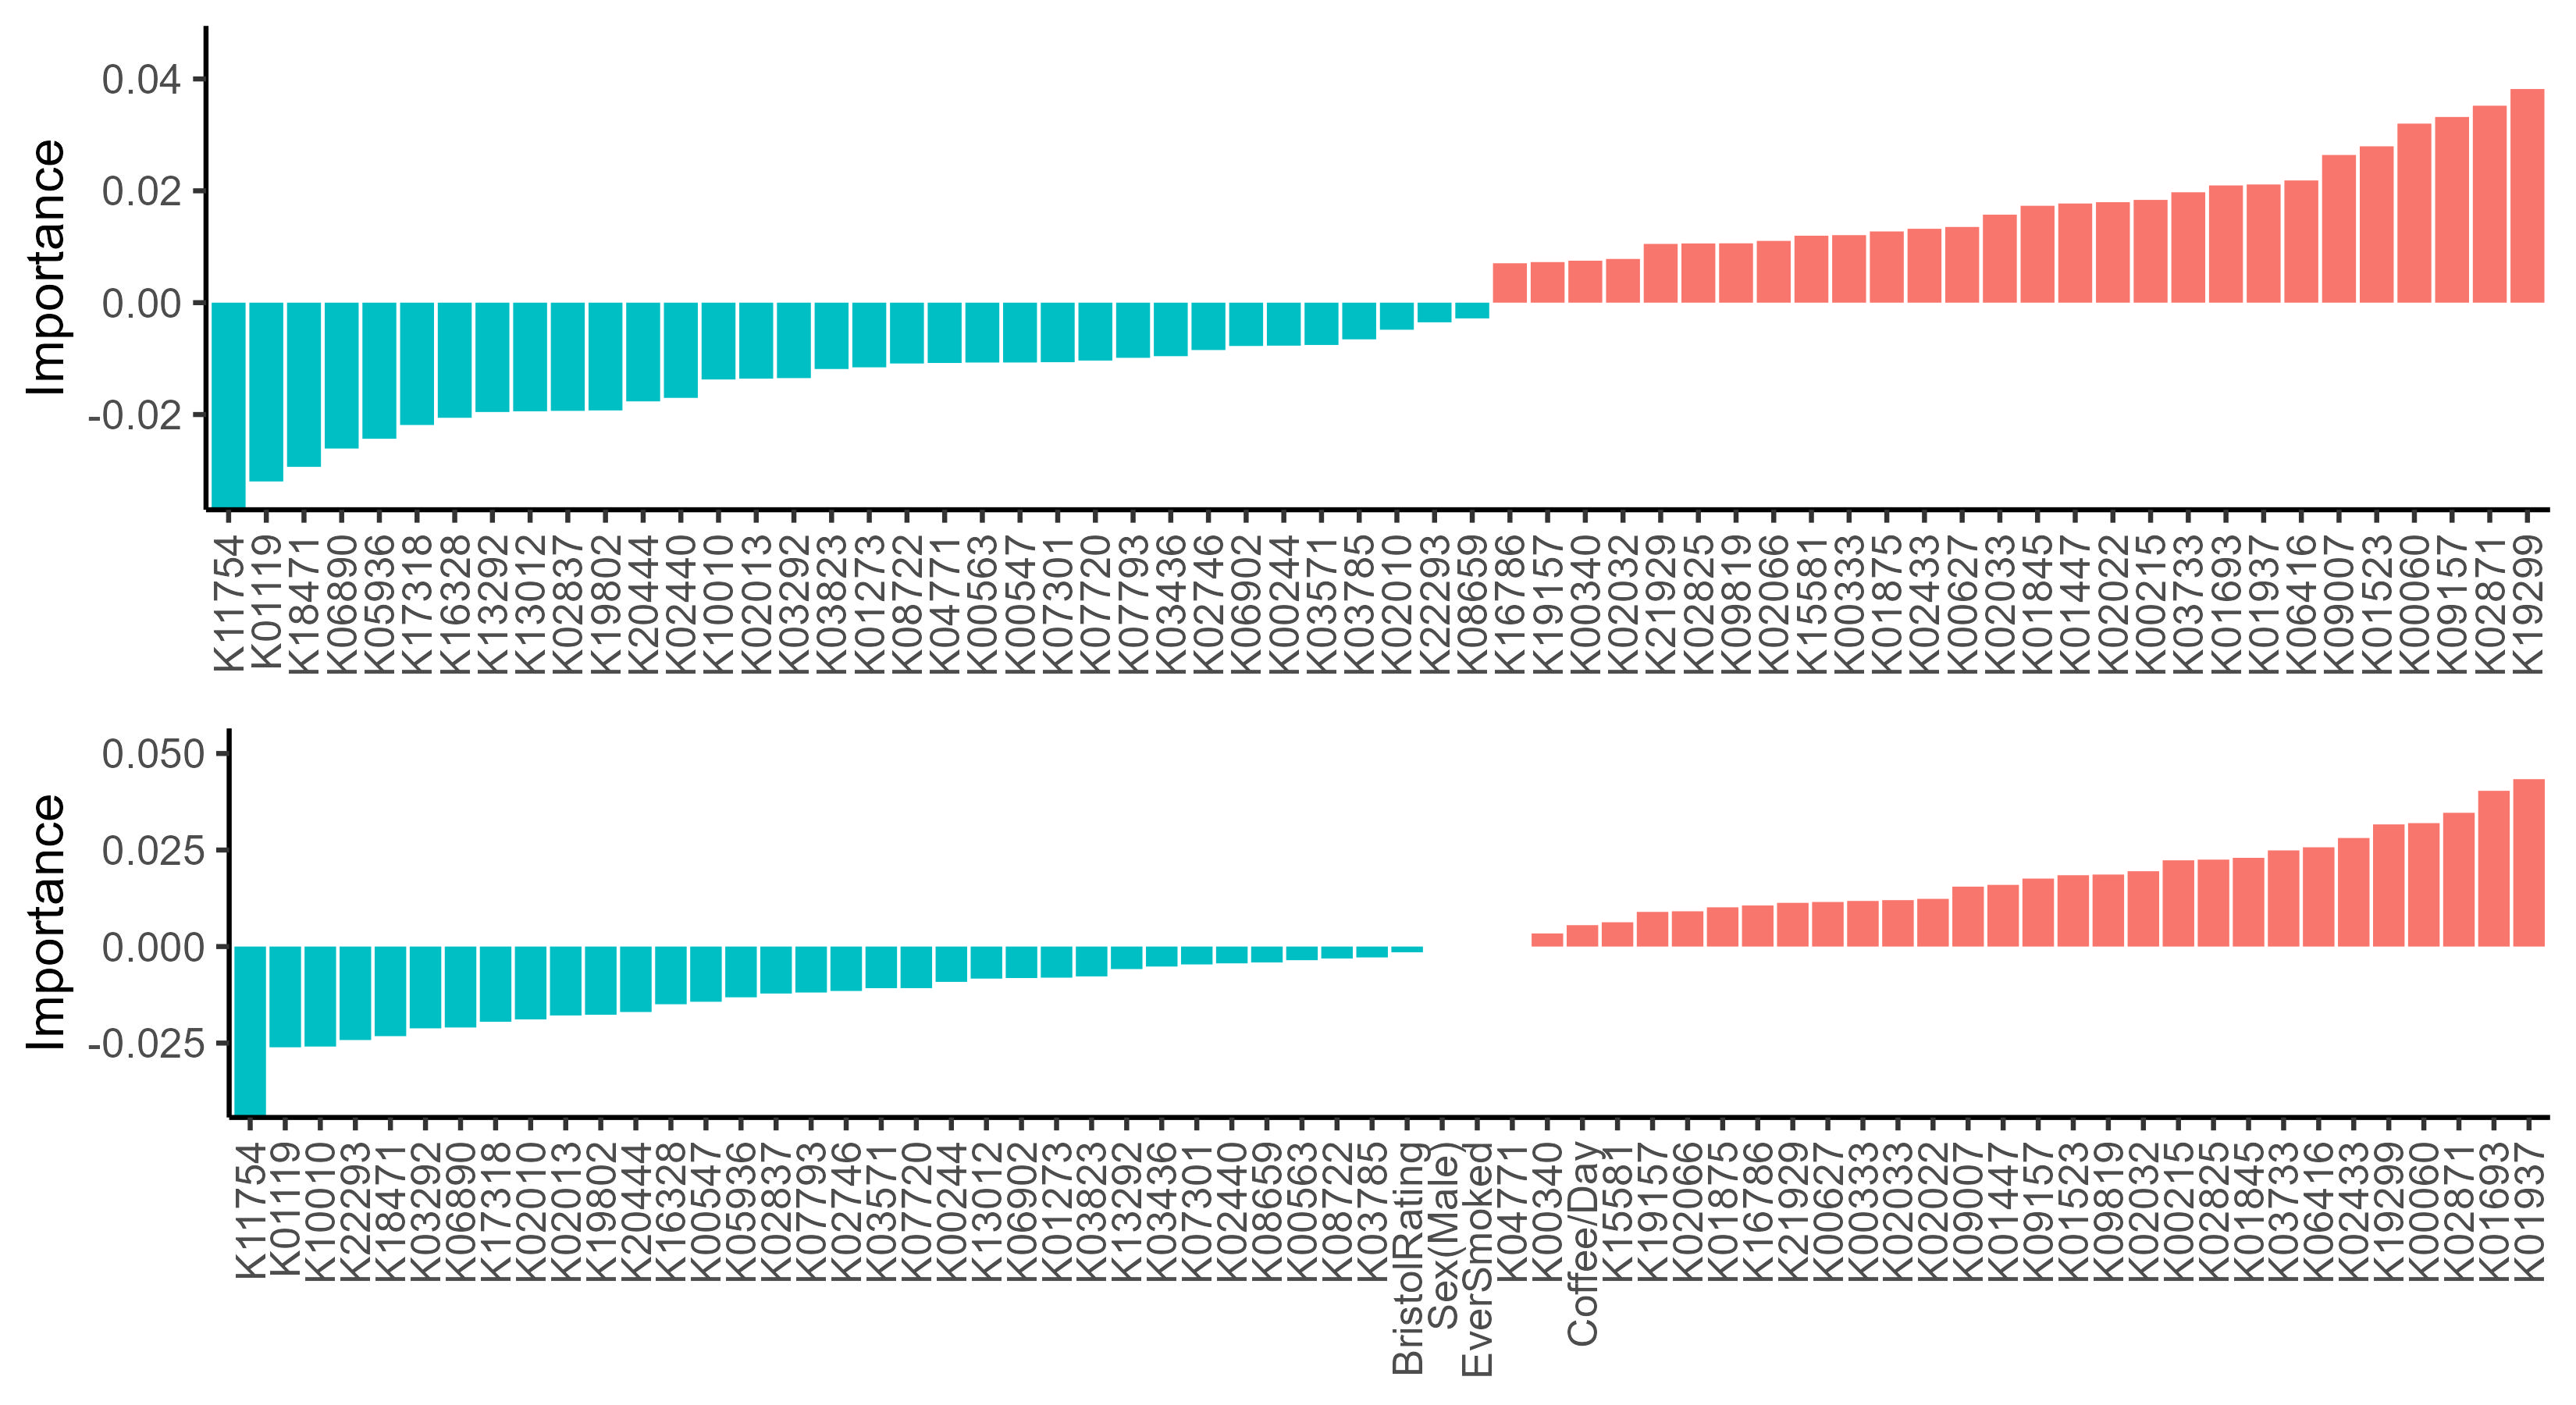 Importance
0.04
0.02
0.00
-0.02
K11754
K01119
K18471
K06890
K05936
K17318
K16328
K13292
K13012
K02837
K19802
K20444
K02440
K10010
K02013
K03292
K03823
K01273
K08722
K04771
K00563
K00547
K07301
K07720
K07793
K03436
K02746
K06902
K00244
K03571
K03785
K02010
K22293
K08659
K16786
K19157
K00340
K02032
K21929
K02825
K09819
K02066
K15581
K00333
K01875
K02433
K00627
K02033
K01845
K01447
K02022
K00215
K03733
K01693
K01937
K06416
K09007
K01523
K00060
K09157
K02871
K19299
Importance
0.050
0.025
0.000
-0.025
K11754
K01119
K10010
K22293
K18471
K03292
K06890
K17318
K02010
K02013
K19802
K20444
K16328
K00547
K05936
K02837
K07793
K02746
K03571
K07720
K00244
K13012
K06902
K01273
K03823
K13292
K03436
K07301
K02440
K08659
K00563
K08722
K03785
BristolRating
Sex(Male)
EverSmoked
K04771
K00340
Coffee/Day
K15581
K19157
K02066
K01875
K16786
K21929
K00627
K00333
K02033
K02022
K09007
K01447
K09157
K01523
K09819
K02032
K00215
K02825
K01845
K03733
K06416
K02433
K19299
K00060
K02871
K01693
K01937